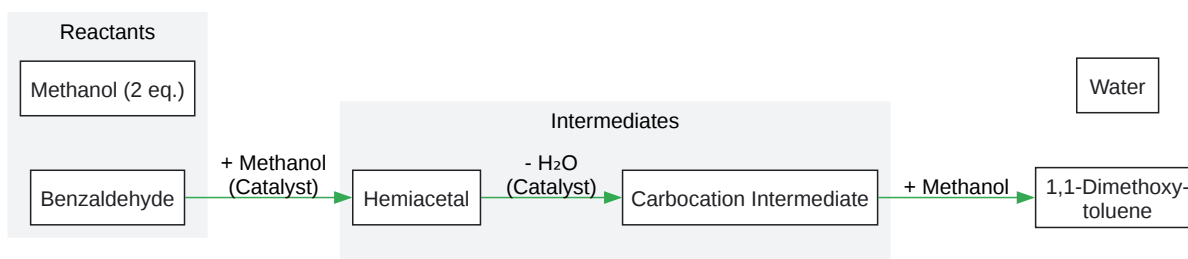 Reactants
Methanol (2 eq.)
Benzaldehyde
+ Methanol
(Catalyst)
Intermediates
Hemiacetal
- H₂O
(Catalyst)
Carbocation Intermediate
+ Methanol
Water
1,1-Dimethoxy-
toluene